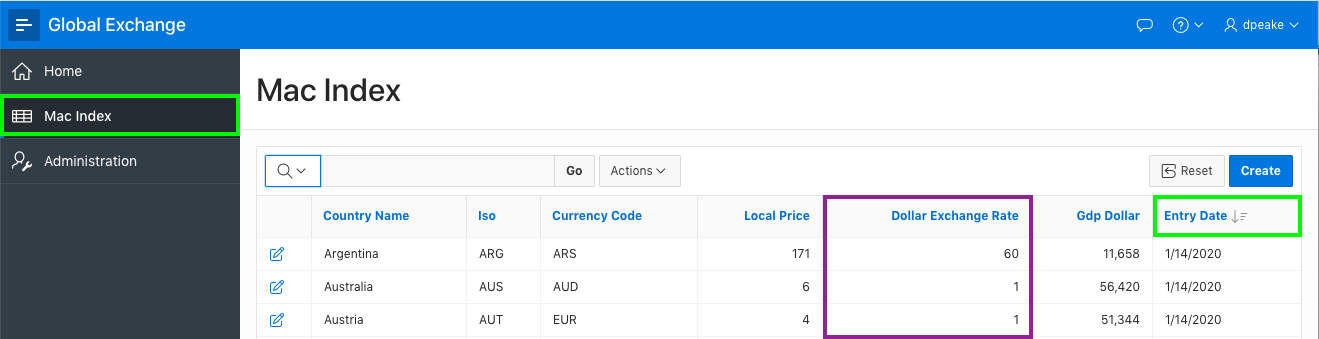 Global Exchange
dpeake
Home
Mac Index
Administration
Mac Index
Go
Actions
Reset
Create
Country Name Iso Currency Code Local Price Dollar Exchange Rate Gdp Dollar Entry Date
Argentina ARG ARS 171 60 11,658 1/14/2020
Australia AUS AUD 6 1 56,420 1/14/2020
Austria AUT EUR 4 1 51,344 1/14/2020